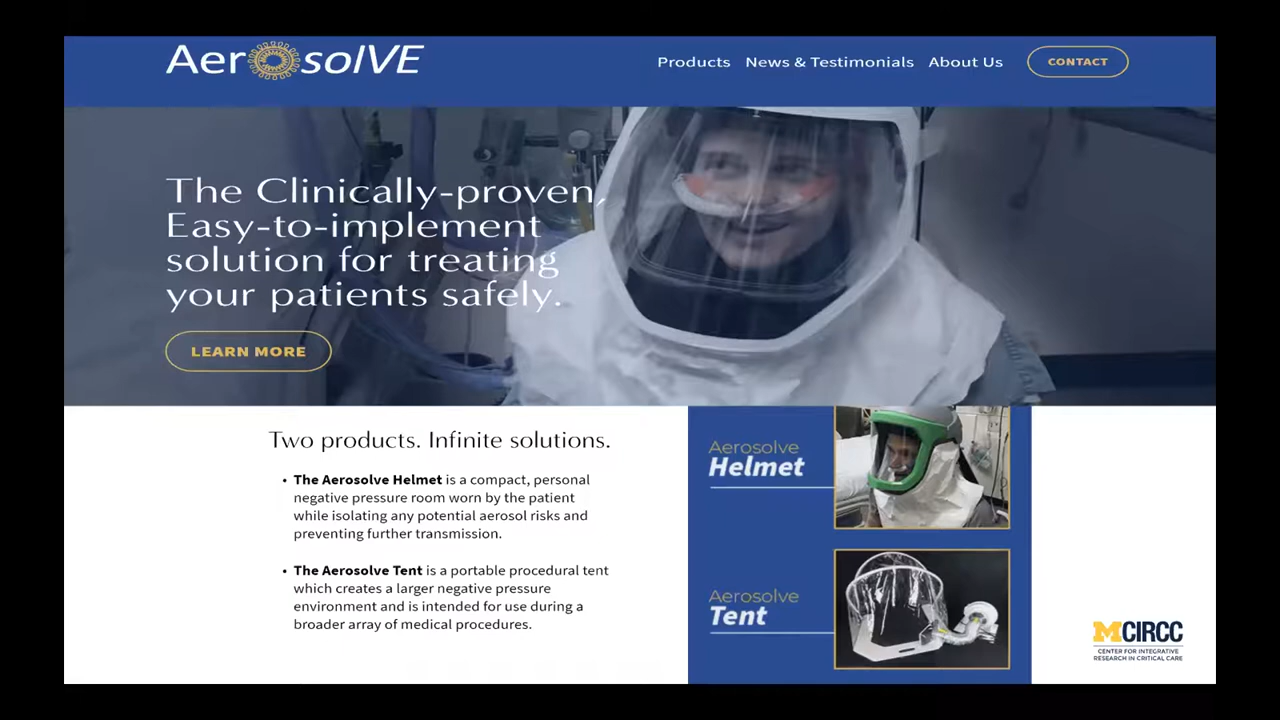 AerosolVE
Products News & Testimonials About Us CONTACT
The Clinically-proven,
Easy-to-implement
solution for treating
your patients safely.
LEARN MORE
Two products. Infinite solutions.
• The Aerosolve Helmet is a compact, personal
negative pressure room worn by the patient
while isolating any potential aerosol risks and
preventing further transmission.
• The Aerosolve Tent is a portable procedural tent
which creates a larger negative pressure
environment and is intended for use during a
broader array of medical procedures.
Aerosolve
Helmet
Aerosolve
Tent
MCIRCC
CENTER FOR INTEGRATIVE
RESEARCH IN CRITICAL CARE